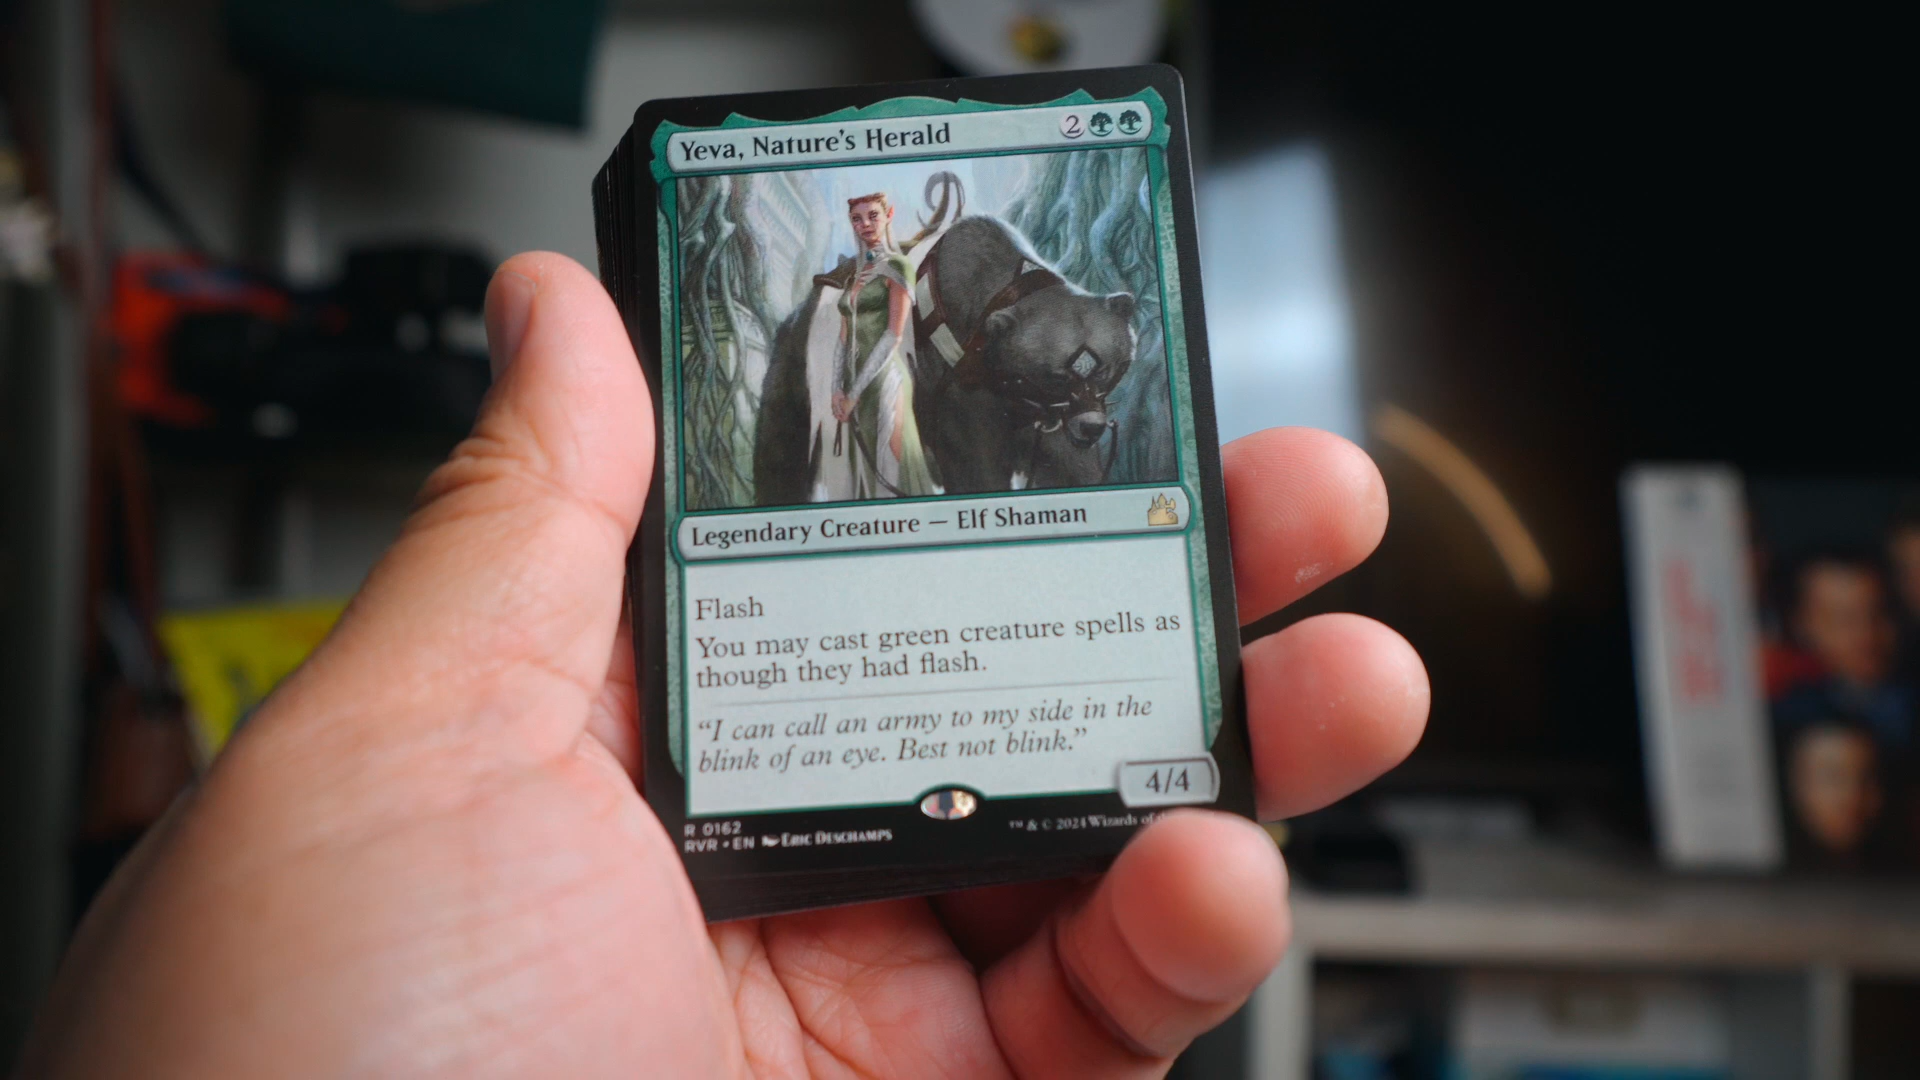 Yeva, Nature's Herald 2
Legendary Creature — Elf Shaman
Flash
You may cast green creature spells as
though they had flash.
"I can call an army to my side in the
blink of an eye. Best not blink."
4/4
R 0162
RVR • EN Eric Deschamps
™ & © 2024 Wizards of